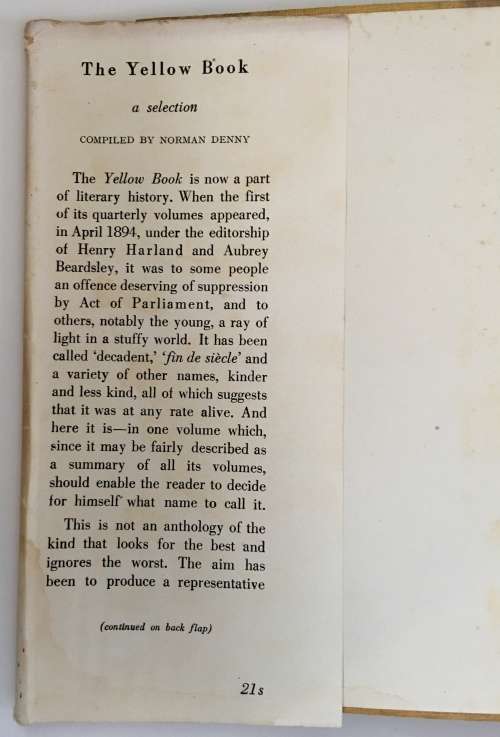 The Yellow Book
a selection
COMPILED BY NORMAN DENNY
The Yellow Book is now a part
of literary history. When the first
of its quarterly volumes appeared,
in April 1894, under the editorship
of Henry Harland and Aubrey
Beardsley, it was to some people
an offence deserving of suppression
by Act of Parliament, and to
others, notably the young, a ray of
light in a stuffy world. It has been
called ‘decadent,’ ‘fin de siècle’ and
a variety of other names, kinder
and less kind, all of which suggests
that it was at any rate alive. And
here it is—in one volume which,
since it may be fairly described as
a summary of all its volumes,
should enable the reader to decide
for himself what name to call it.
This is not an anthology of the
kind that looks for the best and
ignores the worst. The aim has
been to produce a representative
(continued on back flap)
21s